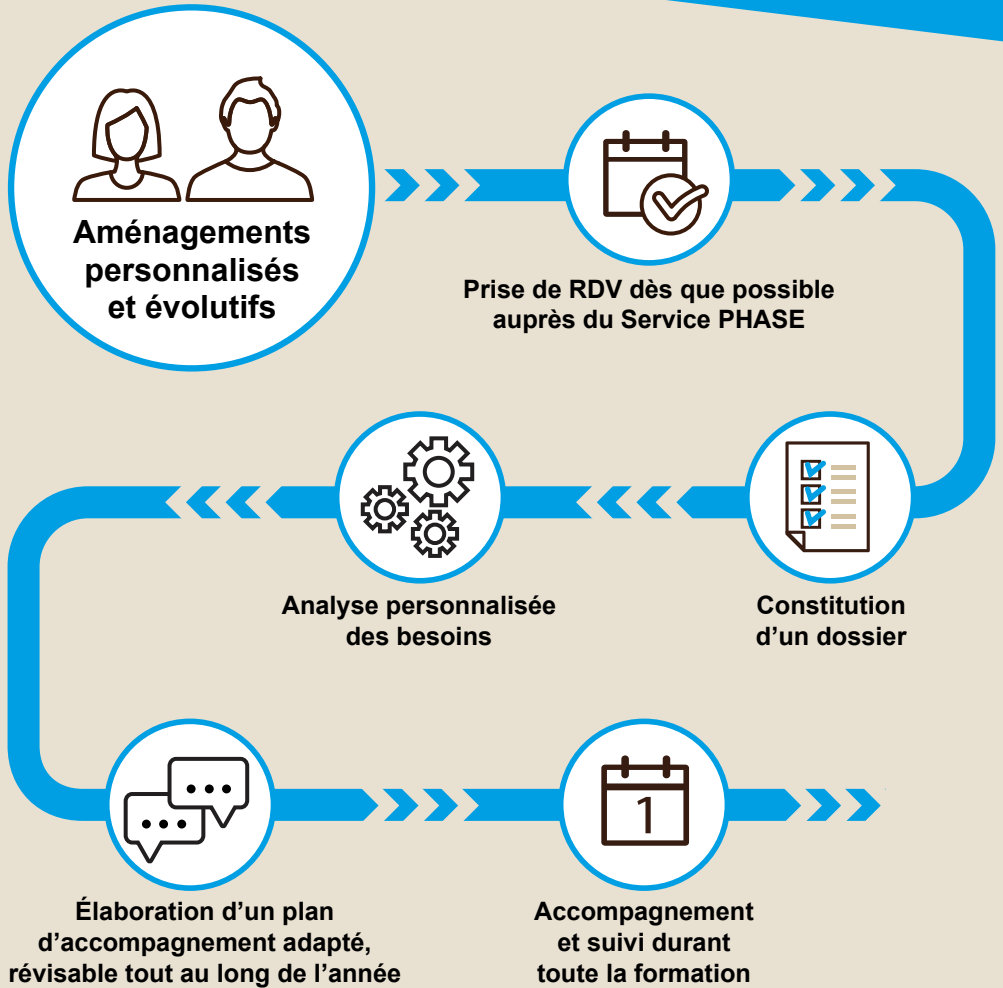 Aménagements
personnalisés
et évolutifs
Prise de RDV dès que possible
auprès du Service PHASE
Constitution
d’un dossier
Analyse personnalisée
des besoins
Élaboration d’un plan
d’accompagnement adapté,
révisable tout au long de l’année
1
Accompagnement
et suivi durant
toute la formation